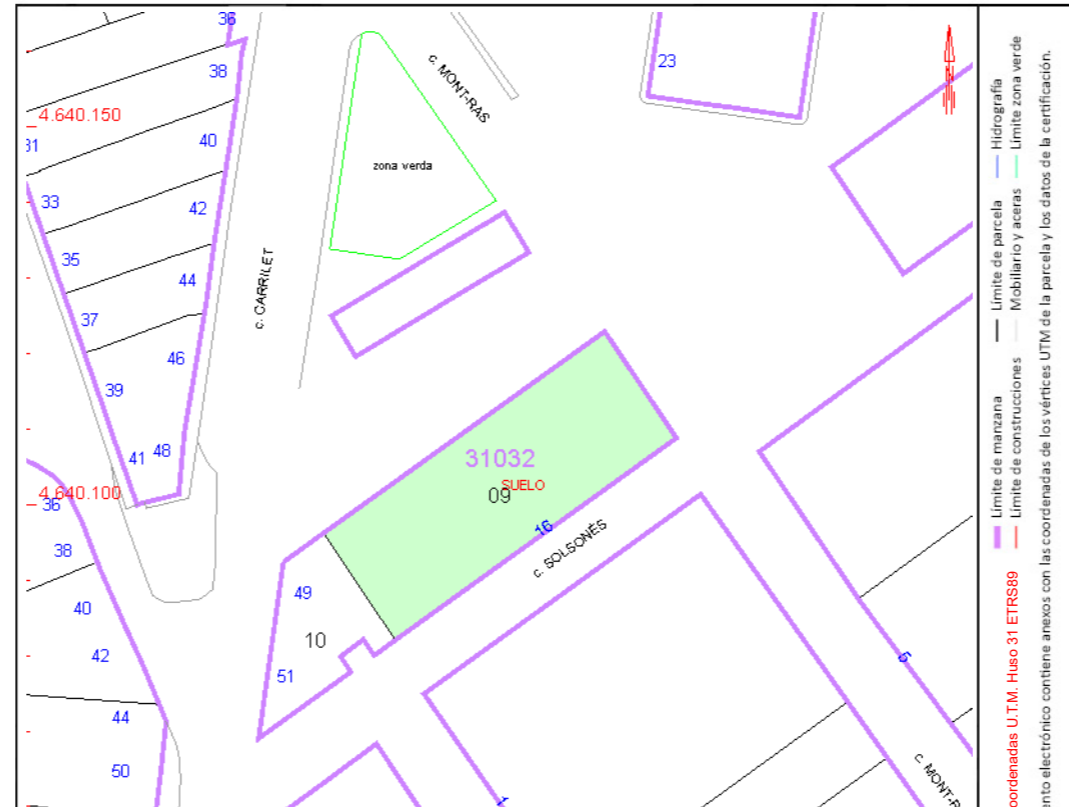 36
38
4.640.150
40
31
33
42
35
44
37
46
39
41
48
4.640.100
36
38
40
42
44
50
c. CARRILET
c. MONT-RAS
zona verda
23
31032
SUELO
09
16
c. SOLSONÈS
49
10
51
5
1
c. MONT-R
N
Límite de manzana
Límite de parcela
Hidrografía
Límite de construcciones
Mobiliario y aceras
Límite zona verde
oordenadas U.T.M. Huso 31 ETRS89
nto electrónico contiene anexos con las coordenadas de los vértices UTM de la parcela y los datos de la certificación.